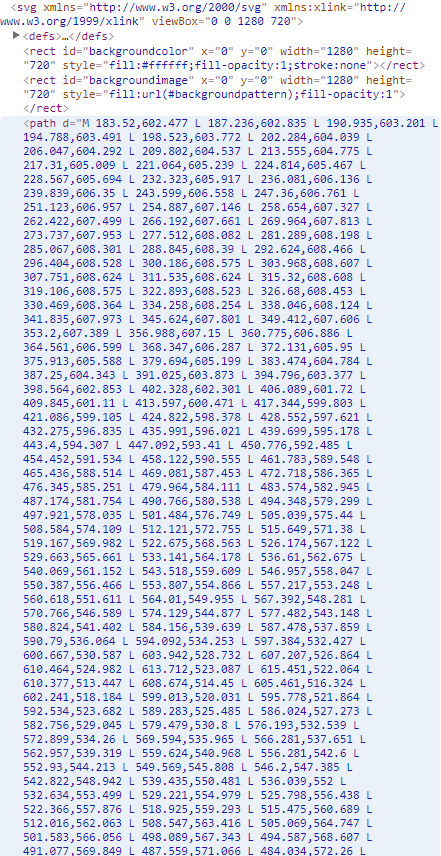 <svg xmlns="http://www.w3.org/2000/svg" xmlns:xlink="http://
www.w3.org/1999/xlink" viewBox="0 0 1280 720">
▶<defs>…</defs>
<rect id="backgroundcolor" x="0" y="0" width="1280" height=
"720" style="fill:#ffffff;fill-opacity:1;stroke:none"></rect>
<rect id="backgroundimage" x="0" y="0" width="1280" height=
"720" style="fill:url(#backgroundpattern);fill-opacity:1">
</rect>
<path d="M 183.52,602.477 L 187.236,602.835 L 190.935,603.201 L
194.788,603.491 L 198.523,603.772 L 202.284,604.039 L
206.047,604.292 L 209.802,604.537 L 213.555,604.775 L
217.31,605.009 L 221.064,605.239 L 224.814,605.467 L
228.567,605.694 L 232.323,605.917 L 236.081,606.136 L
239.839,606.35 L 243.599,606.558 L 247.36,606.761 L
251.123,606.957 L 254.887,607.146 L 258.654,607.327 L
262.422,607.499 L 266.192,607.661 L 269.964,607.813 L
273.737,607.953 L 277.512,608.082 L 281.289,608.198 L
285.067,608.301 L 288.845,608.39 L 292.624,608.466 L
296.404,608.528 L 300.186,608.575 L 303.968,608.607 L
307.751,608.624 L 311.535,608.624 L 315.32,608.608 L
319.106,608.575 L 322.893,608.523 L 326.68,608.453 L
330.469,608.364 L 334.258,608.254 L 338.046,608.124 L
341.835,607.973 L 345.624,607.801 L 349.412,607.606 L
353.2,607.389 L 356.988,607.15 L 360.775,606.886 L
364.561,606.599 L 368.347,606.287 L 372.131,605.95 L
375.913,605.588 L 379.694,605.199 L 383.474,604.784 L
387.25,604.343 L 391.025,603.873 L 394.796,603.377 L
398.564,602.853 L 402.328,602.301 L 406.089,601.72 L
409.845,601.11 L 413.597,600.471 L 417.344,599.803 L
421.086,599.105 L 424.822,598.378 L 428.552,597.621 L
432.275,596.835 L 435.991,596.021 L 439.699,595.178 L
443.4,594.307 L 447.092,593.41 L 450.776,592.485 L
454.452,591.534 L 458.122,590.555 L 461.783,589.548 L
465.436,588.514 L 469.081,587.453 L 472.718,586.365 L
476.345,585.251 L 479.964,584.111 L 483.574,582.945 L
487.174,581.754 L 490.766,580.538 L 494.348,579.299 L
497.921,578.035 L 501.484,576.749 L 505.039,575.44 L
508.584,574.109 L 512.121,572.755 L 515.649,571.38 L
519.167,569.982 L 522.675,568.563 L 526.174,567.122 L
529.663,565.661 L 533.141,564.178 L 536.61,562.675 L
540.069,561.152 L 543.518,559.609 L 546.957,558.047 L
550.387,556.466 L 553.807,554.866 L 557.217,553.248 L
560.618,551.611 L 564.01,549.955 L 567.392,548.281 L
570.766,546.589 L 574.129,544.877 L 577.482,543.148 L
580.824,541.402 L 584.156,539.639 L 587.478,537.859 L
590.79,536.064 L 594.092,534.253 L 597.384,532.427 L
600.667,530.587 L 603.942,528.732 L 607.207,526.864 L
610.464,524.982 L 613.712,523.087 L 615.451,522.064 L
610.377,513.447 L 608.674,514.45 L 605.461,516.324 L
602.241,518.184 L 599.013,520.031 L 595.778,521.864 L
592.534,523.682 L 589.283,525.485 L 586.024,527.273 L
582.756,529.045 L 579.479,530.8 L 576.193,532.539 L
572.899,534.26 L 569.594,535.965 L 566.281,537.651 L
562.957,539.319 L 559.624,540.968 L 556.281,542.6 L
552.93,544.213 L 549.569,545.808 L 546.2,547.385 L
542.822,548.942 L 539.435,550.481 L 536.039,552 L
532.634,553.499 L 529.221,554.979 L 525.798,556.438 L
522.366,557.876 L 518.925,559.293 L 515.475,560.689 L
512.016,562.063 L 508.547,563.416 L 505.069,564.747 L
501.583,566.056 L 498.089,567.343 L 494.587,568.607 L
491.077,569.849 L 487.559,571.066 L 484.034,572.26 L